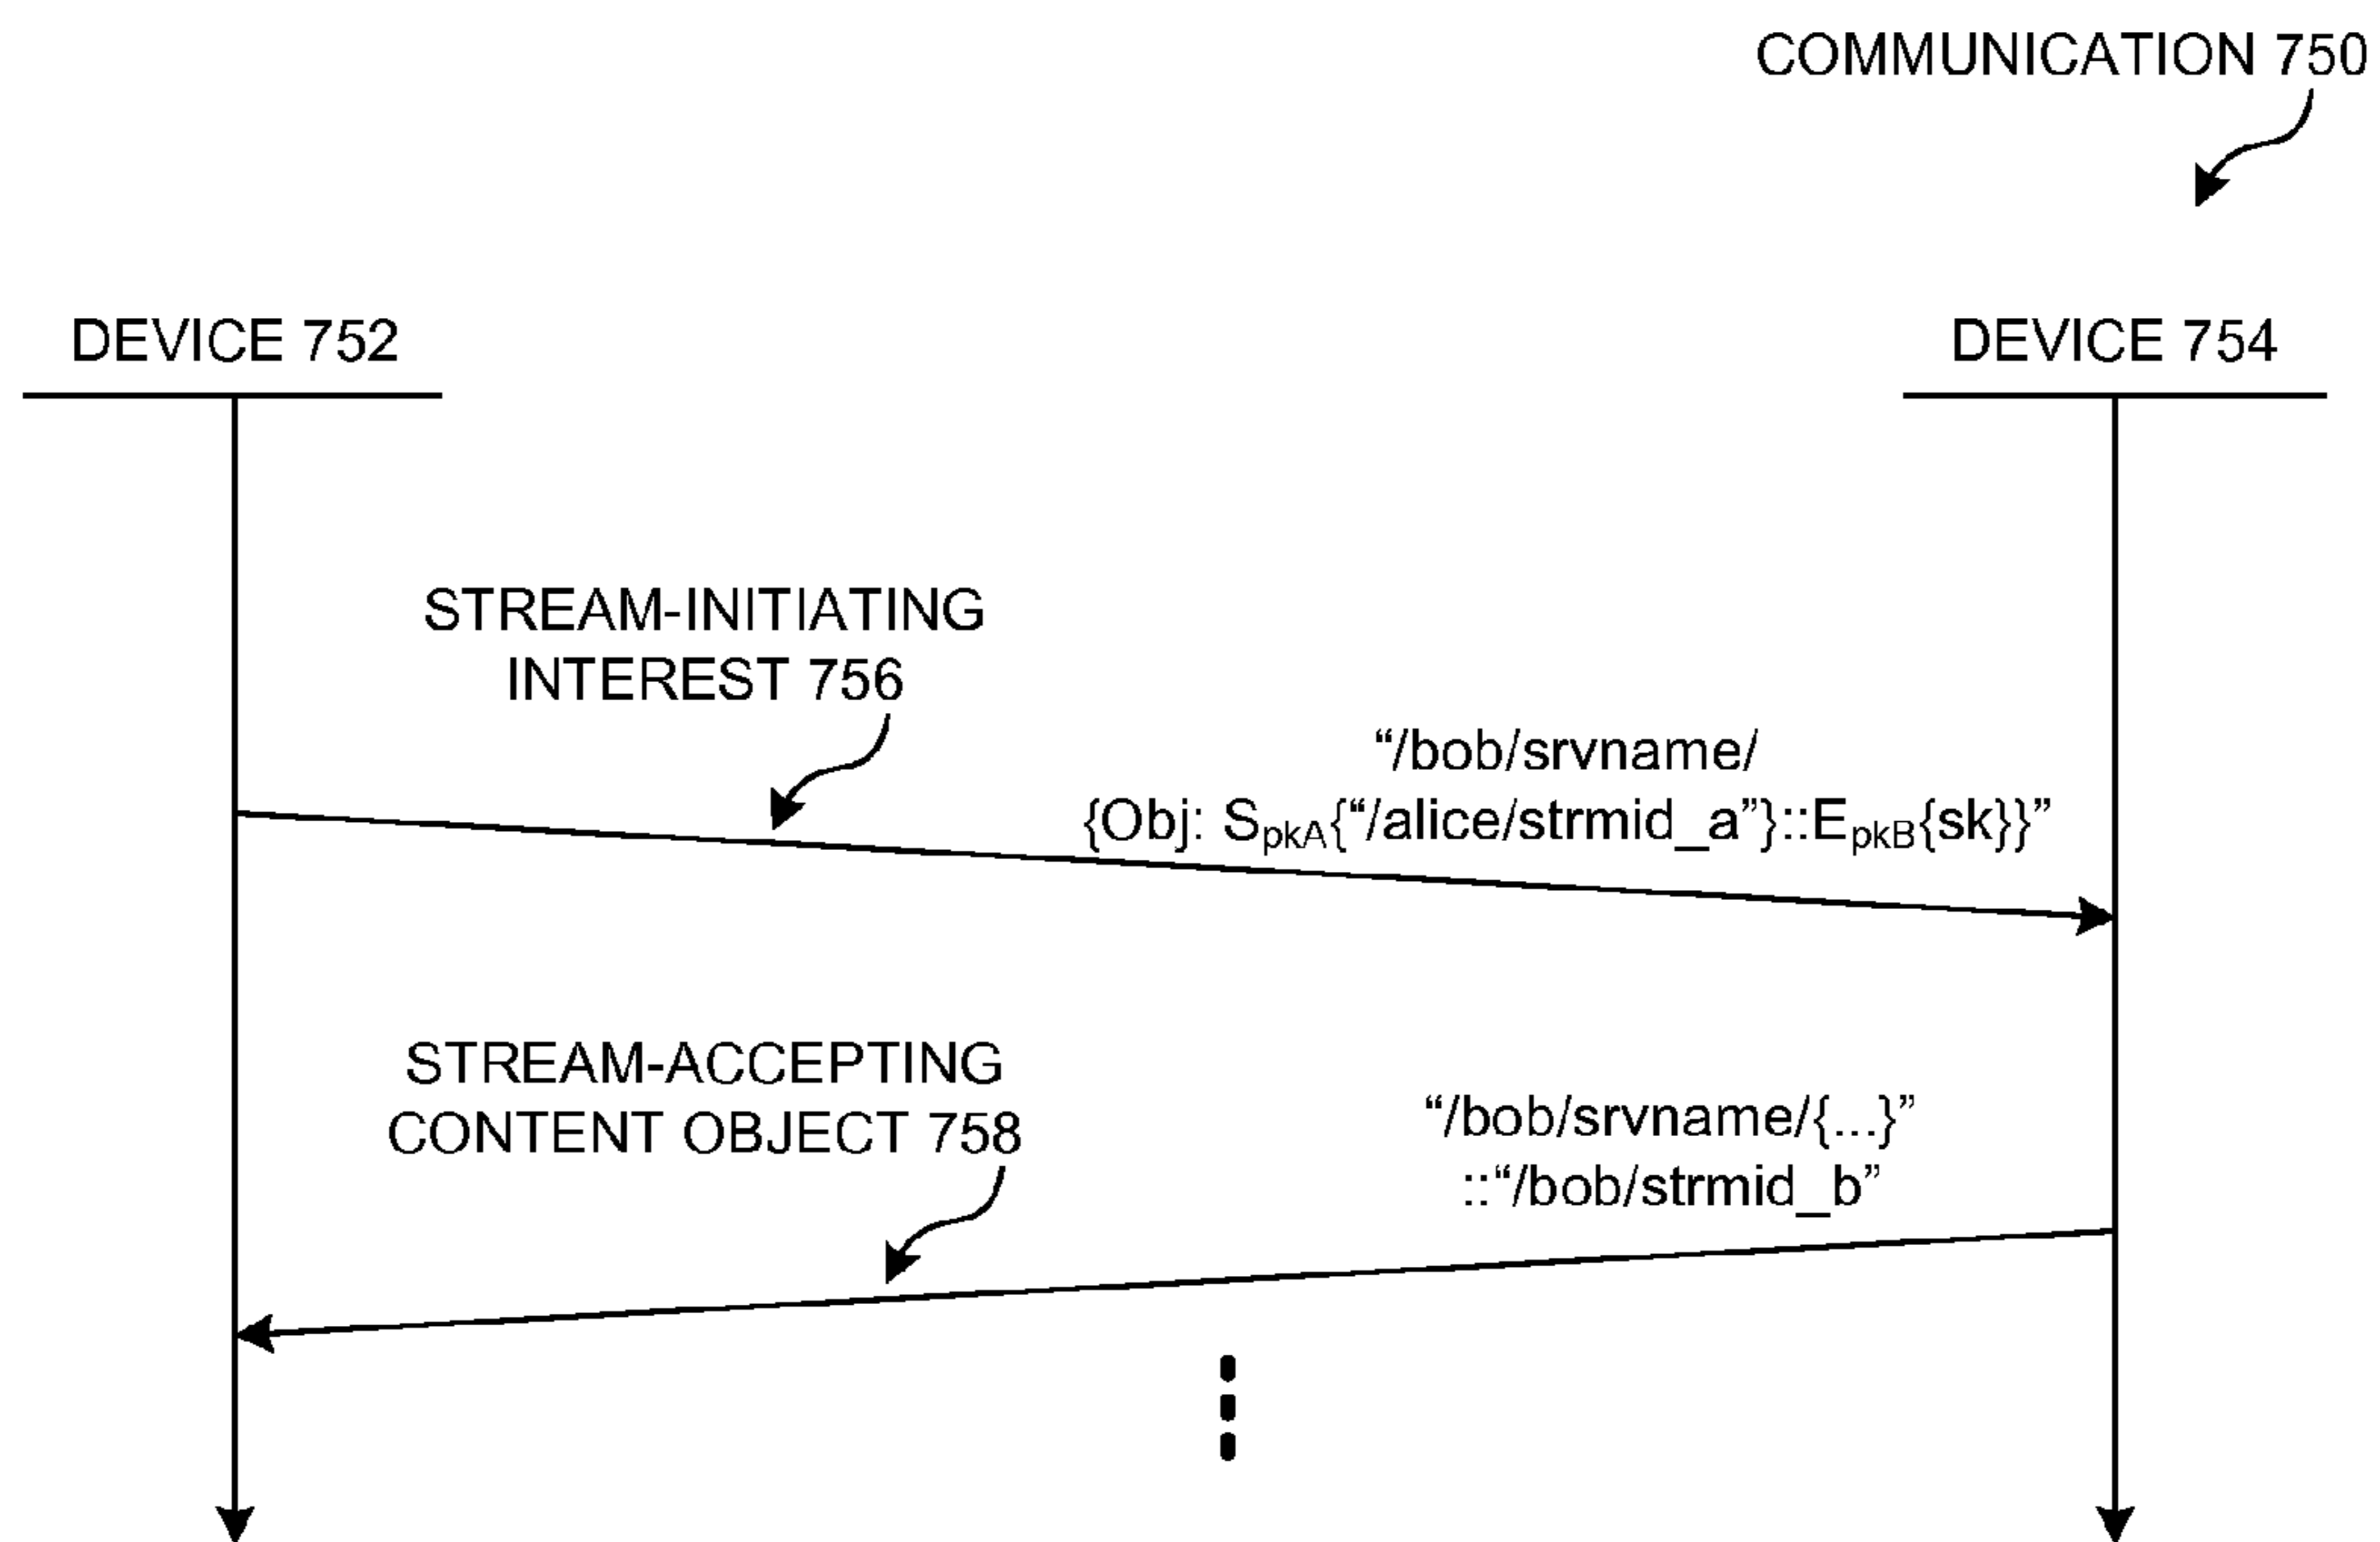 COMMUNICATION 750
DEVICE 752
DEVICE 754
STREAM-INITIATING
INTEREST 756
“/bob/srvname/
{Obj: SpkA{“/alice/strmid_a”}::EpkB{sk}}”
STREAM-ACCEPTING
CONTENT OBJECT 758
“/bob/srvname/{...}”
::“/bob/strmid_b”